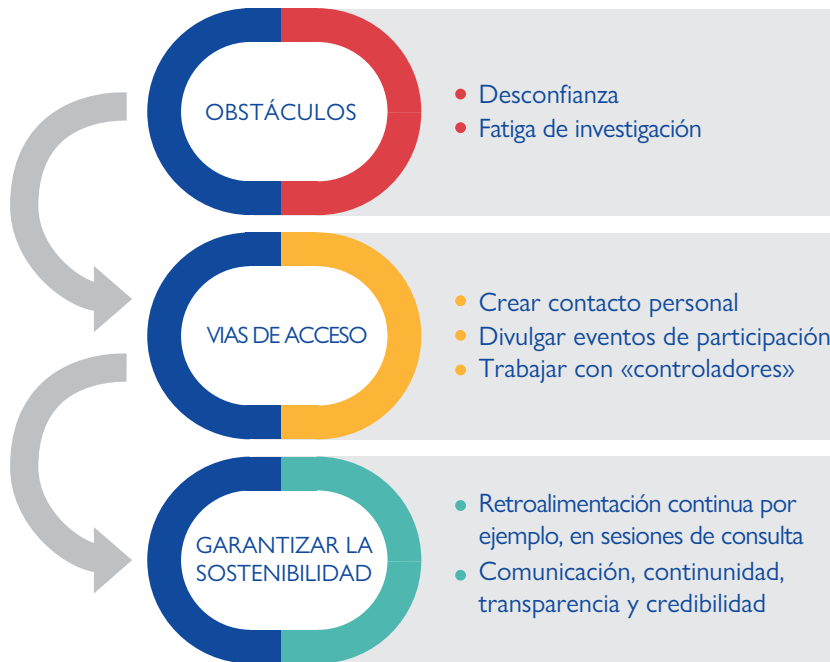 OBSTÁCULOS
• Desconfianza
• Fatiga de investigación
VIAS DE ACCESO
• Crear contacto personal
• Divulgar eventos de participación
• Trabajar con «controladores»
GARANTIZAR LA
SOSTENIBILIDAD
• Retroalimentación continua por
ejemplo, en sesiones de consulta
• Comunicación, continunidad,
transparencia y credibilidad